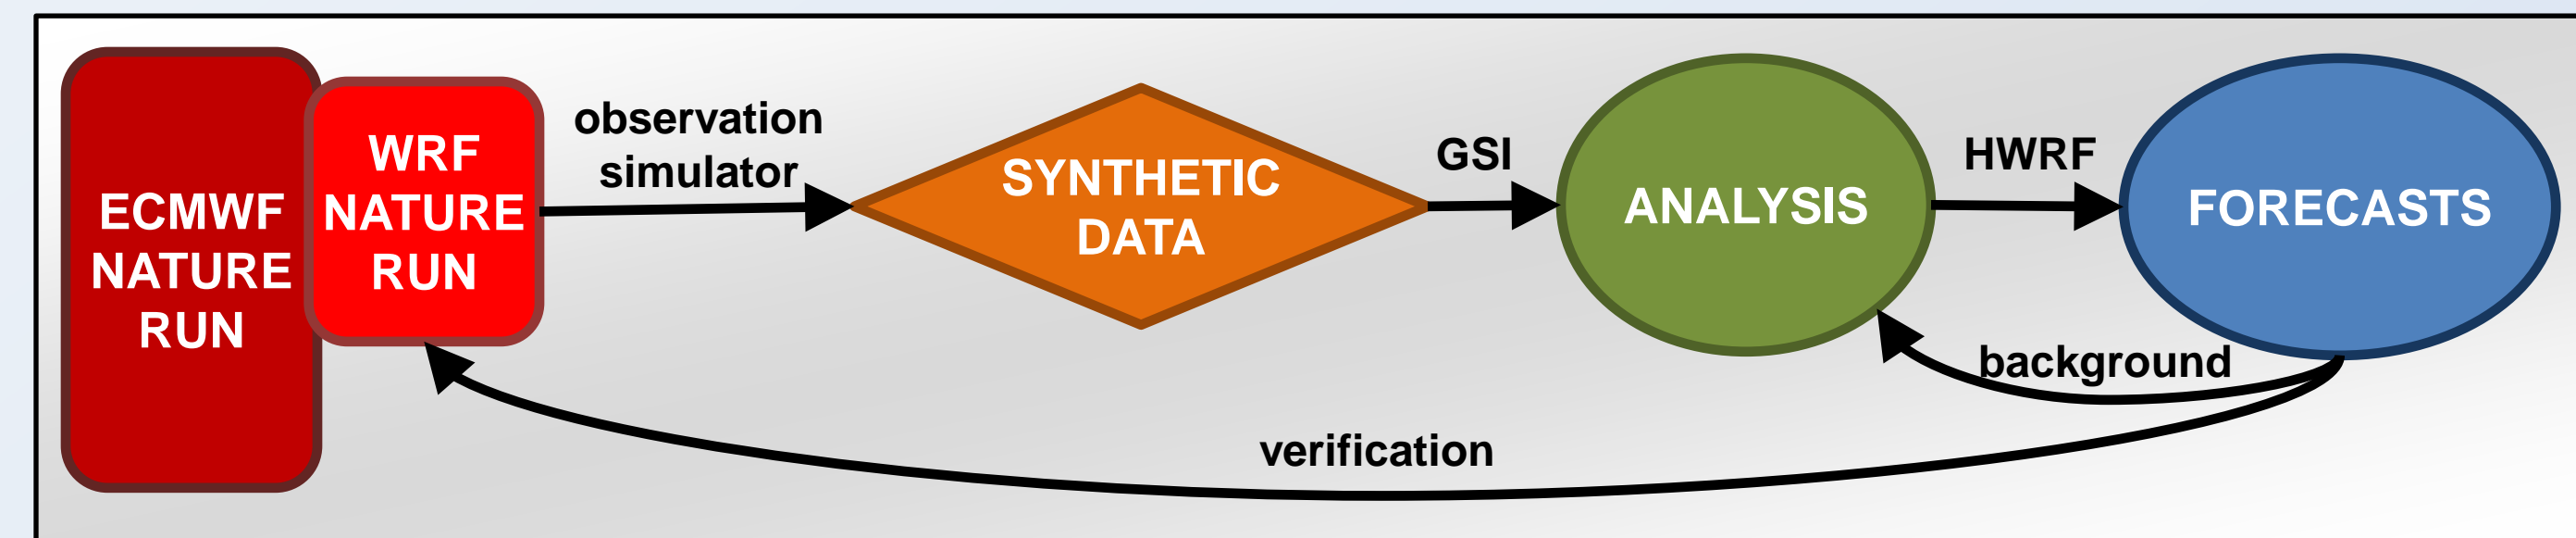 ECMWF
NATURE
RUN
WRF
NATURE
RUN
observation
simulator
SYNTHETIC
DATA
GSI
ANALYSIS
HWRF
FORECASTS
background
verification